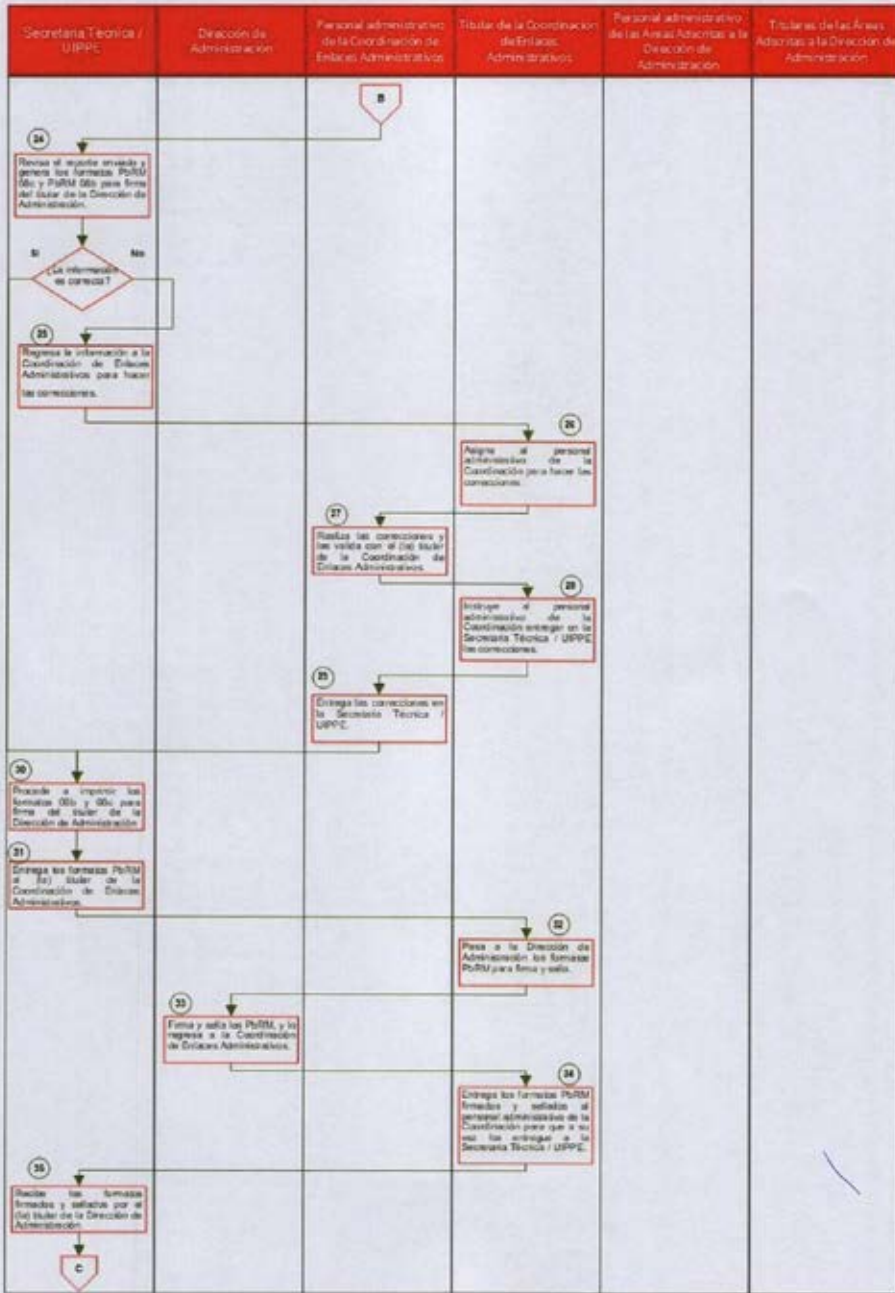 Secretaria Técnica /
UIPPE
Dirección de
Administración
Personal administrativo
de la Coordinación de
Enlaces Administrativos
Titular de la Coordinación
de Enlaces
Administrativos
Personal administrativo
de las Áreas Adscritas a la
Dirección de
Administración
Titulares de las Áreas
Adscritas a la Dirección de
Administración
B
24
Revisa el reporte enviado y
genera los formatos PbRM
08c y PbRM 08b para firma
del titular de la Dirección de
Administración.
Si
No
¿La información
es correcta?
25
Regresa la información a la
Coordinación de Enlaces
Administrativos para hacer
las correcciones.
26
Asigna al personal
administrativo de la
Coordinación para hacer las
correcciones.
27
Realiza las correcciones y
las valida con el (la) titular
de la Coordinación de
Enlaces Administrativos.
28
Instruye al personal
administrativo de la
Coordinación entregar en la
Secretaria Técnica / UIPPE
las correcciones.
Entrega las correcciones en
la Secretaria Técnica /
UIPPE.
30
Procede a imprimir los
formatos 08b y 08c para
firma del titular de la
Dirección de Administración.
31
Entrega los formatos PbRM
al (la) titular de la
Coordinación de Enlaces
Administrativos.
32
Pasa a la Dirección de
Administración los formatos
PbRM para firma y sello.
33
Firma y sella los PbRM, y lo
regresa a la Coordinación
de Enlaces Administrativos.
34
Entrega los formatos PbRM
firmados y sellados al
personal administrativo de la
Coordinación para que a su
vez los entregue a la
Secretaria Técnica / UIPPE.
35
Recibe los formatos
firmados y sellados por el
(la) titular de la Dirección de
Administración.
C